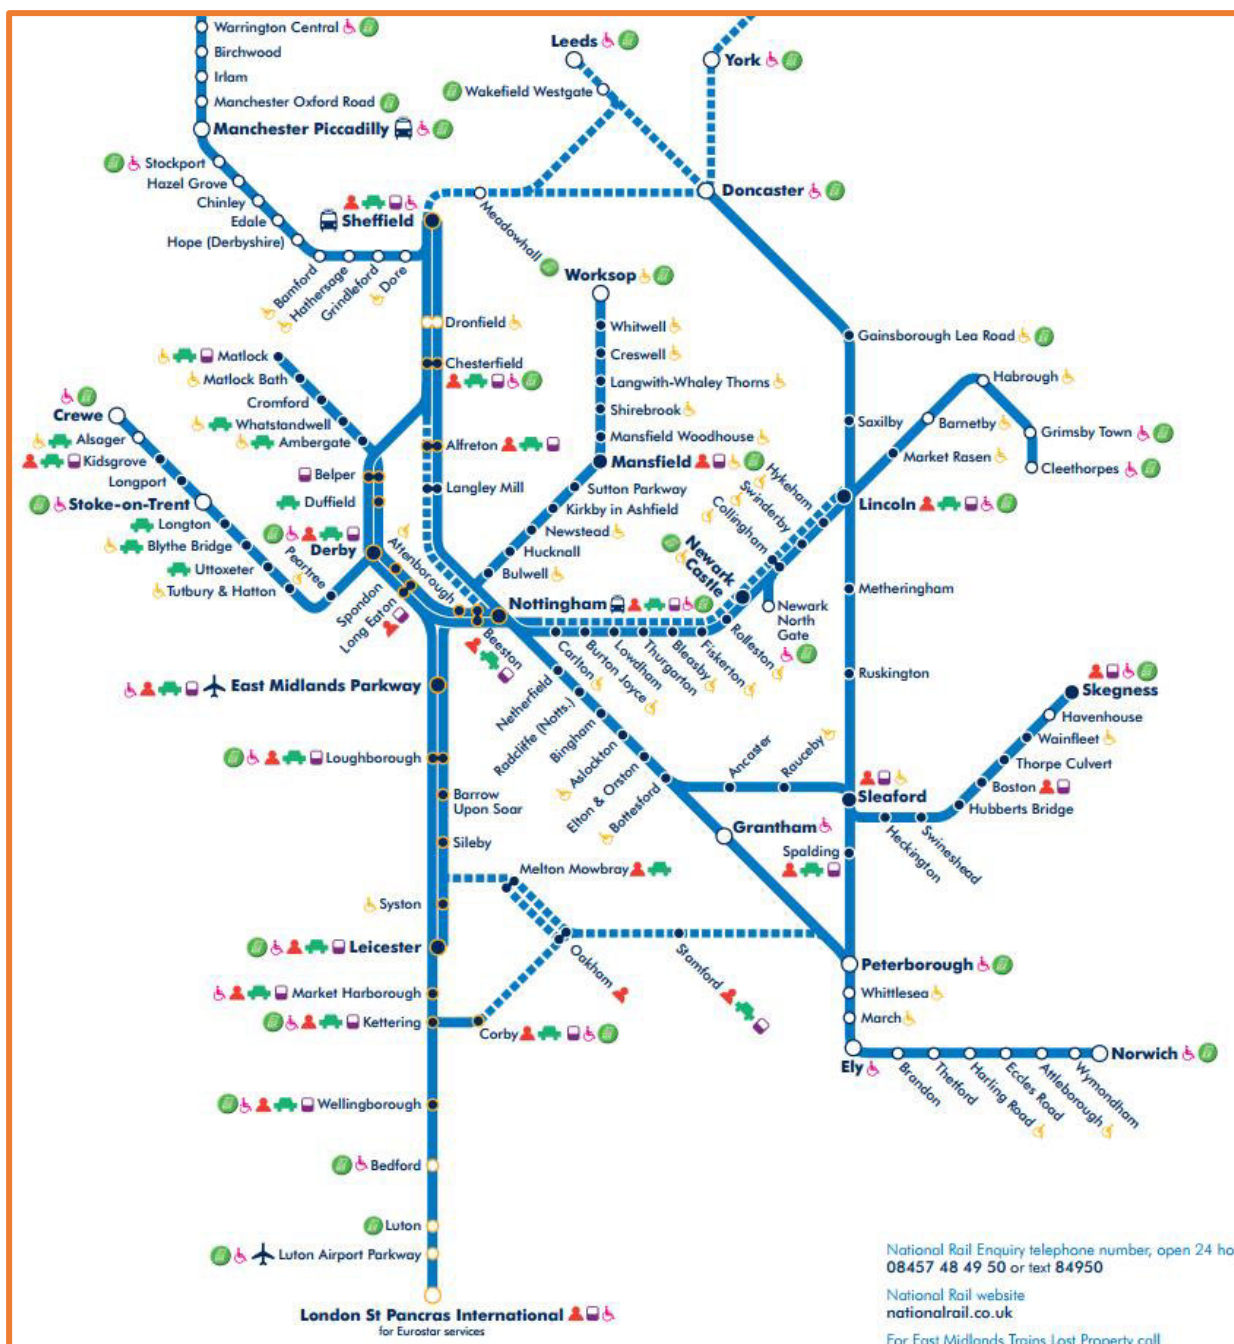 Warrington Central
Birchwood
Irlam
Manchester Oxford Road
Manchester Piccadilly
Stockport
Hazel Grove
Chinley
Edale
Hope (Derbyshire)
Bamford
Hathersage
Grindleford
Dore
Sheffield
Leeds
Wakefield Westgate
York
Doncaster
Meadowhall
Worksop
Whitwell
Creswell
Langwith-Whaley Thorns
Shirebrook
Mansfield Woodhouse
Mansfield
Sutton Parkway
Kirkby in Ashfield
Newstead
Hucknall
Bulwell
Dronfield
Chesterfield
Alfreton
Langley Mill
Matlock
Matlock Bath
Cromford
Whatstandwell
Ambergate
Belper
Duffield
Derby
Crewe
Alsager
Kidsgrove
Longport
Stoke-on-Trent
Longton
Blythe Bridge
Uttoxeter
Tutbury & Hatton
Peartree
Spondon
Long Eaton
Attenborough
Beeston
Nottingham
Gainsborough Lea Road
Saxilby
Habrough
Barnetby
Market Rasen
Grimsby Town
Cleethorpes
Lincoln
Hykeham
Swinderby
Collingham
Newark
Castle
Newark
North
Gate
Rolleston
Fiskerton
Bleasby
Thurgarton
Lowdham
Burton Joyce
Carlton
Netherfield
Radcliffe (Notts.)
Bingham
Aslockton
Elton & Orston
Bottesford
Metheringham
Ruskington
Ancaster
Rauceby
Sleaford
Heckington
Swineshead
Hubberts Bridge
Boston
Thorpe Culvert
Wainfleet
Havenhouse
Skegness
Grantham
Spalding
East Midlands Parkway
Loughborough
Barrow
Upon Soar
Sileby
Syston
Leicester
Melton Mowbray
Oakham
Stamford
Market Harborough
Kettering
Corby
Wellingborough
Bedford
Luton
Luton Airport Parkway
London St Pancras International
for Eurostar services
Peterborough
Whittlesea
March
Ely
Brandon
Thetford
Harling Road
Eccles Road
Attleborough
Wymondham
Norwich
National Rail Enquiry telephone number, open 24 ho
08457 48 49 50 or text 84950
National Rail website
nationalrail.co.uk
For East Midlands Trains Lost Property call